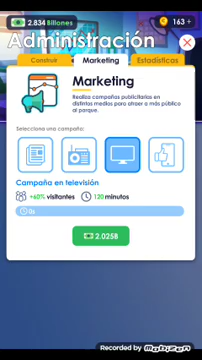 2.834 Billones
163 +
Administración
Construir
Marketing
Estadísticas
Marketing
Realiza campañas publicitarias en
distintos medios para atraer a más público
al parque.
Selecciona una campaña:
Campaña en televisión
+60% visitantes
120 minutos
0s
2.025B
Recorded by Mobizen